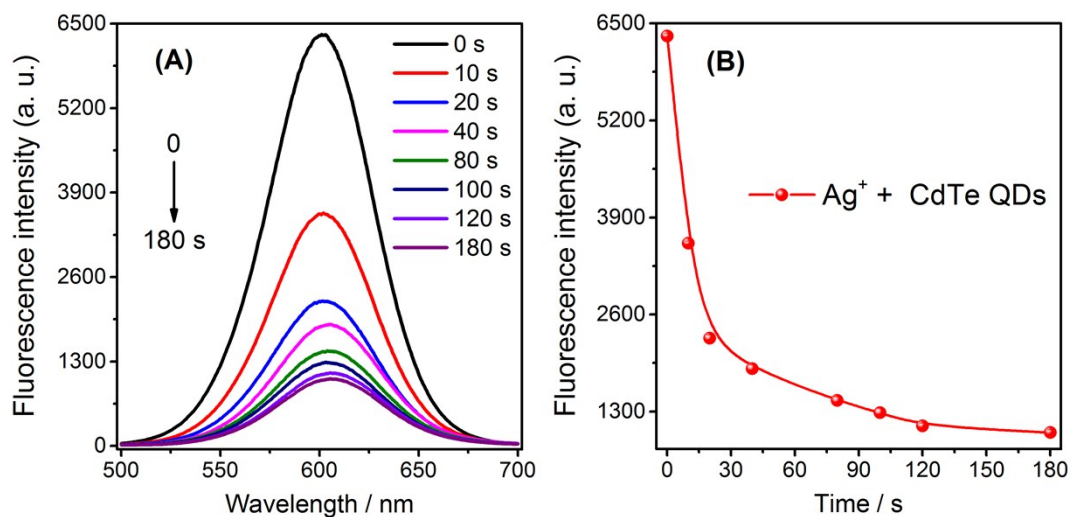 (A)
Fluorescence intensity (a. u.)
6500
5200
3900
2600
1300
0
0
180 s
0 s
10 s
20 s
40 s
80 s
100 s
120 s
180 s
500
550
600
650
700
Wavelength / nm
(B)
Fluorescence intensity (a. u.)
6500
5200
3900
2600
1300
Ag⁺ + CdTe QDs
0
30
60
90
120
150
180
Time / s